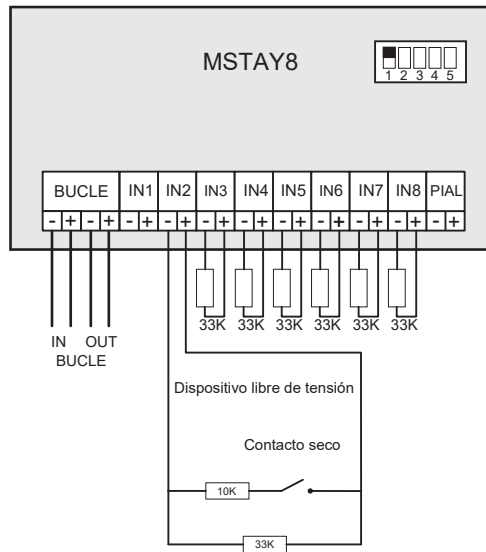 MSTAY8
1 2 3 4 5
BUCLE IN1 IN2 IN3 IN4 IN5 IN6 IN7 IN8 PIAL
- + - + - + - + - + - + - + - + - + - + - +
33K 33K 33K 33K 33K 33K
IN OUT
BUCLE
Dispositivo libre de tensión
Contacto seco
10K
33K